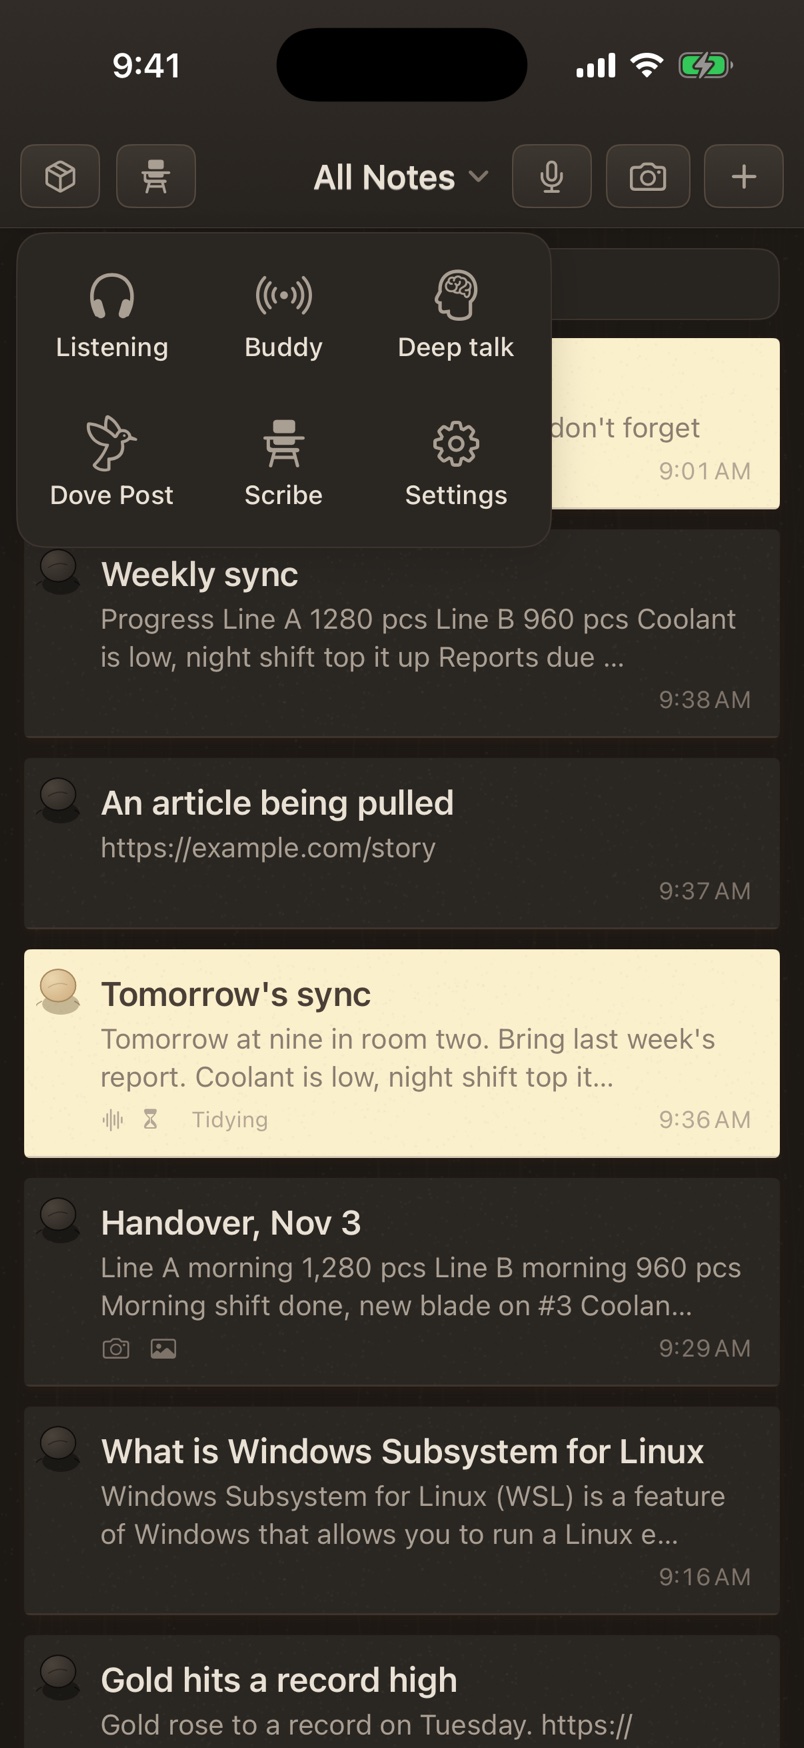 9:41
All Notes
Listening
Buddy
Deep talk
Dove Post
Scribe
Settings
don't forget
9:01 AM
Weekly sync
Progress Line A 1280 pcs Line B 960 pcs Coolant
is low, night shift top it up Reports due ...
9:38 AM
An article being pulled
https://example.com/story
9:37 AM
Tomorrow's sync
Tomorrow at nine in room two. Bring last week's
report. Coolant is low, night shift top it...
Tidying
9:36 AM
Handover, Nov 3
Line A morning 1,280 pcs Line B morning 960 pcs
Morning shift done, new blade on #3 Coolan...
9:29 AM
What is Windows Subsystem for Linux
Windows Subsystem for Linux (WSL) is a feature
of Windows that allows you to run a Linux e...
9:16 AM
Gold hits a record high
Gold rose to a record on Tuesday. https://